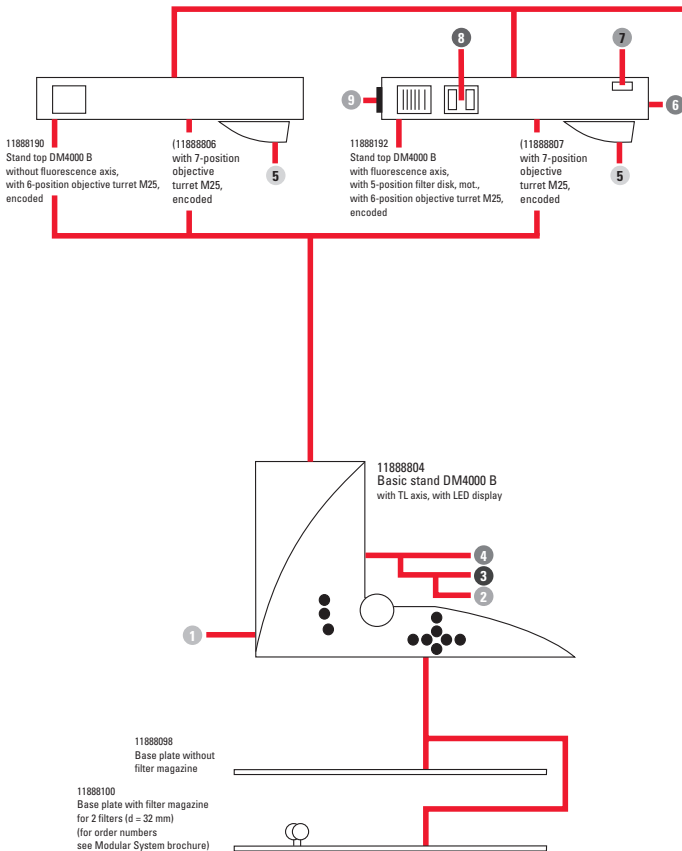 8
7
9
6
11888190
Stand top DM4000 B
without fluorescence axis,
with 6-position objective turret M25,
encoded
(11888806
with 7-position
objective
turret M25,
encoded
5
11888192
Stand top DM4000 B
with fluorescence axis,
with 5-position filter disk, mot.,
with 6-position objective turret M25,
encoded
(11888807
with 7-position
objective
turret M25,
encoded
5
11888804
Basic stand DM4000 B
with TL axis, with LED display
4
3
2
1
11888098
Base plate without
filter magazine
11888100
Base plate with filter magazine
for 2 filters (d = 32 mm)
(for order numbers
see Modular System brochure)